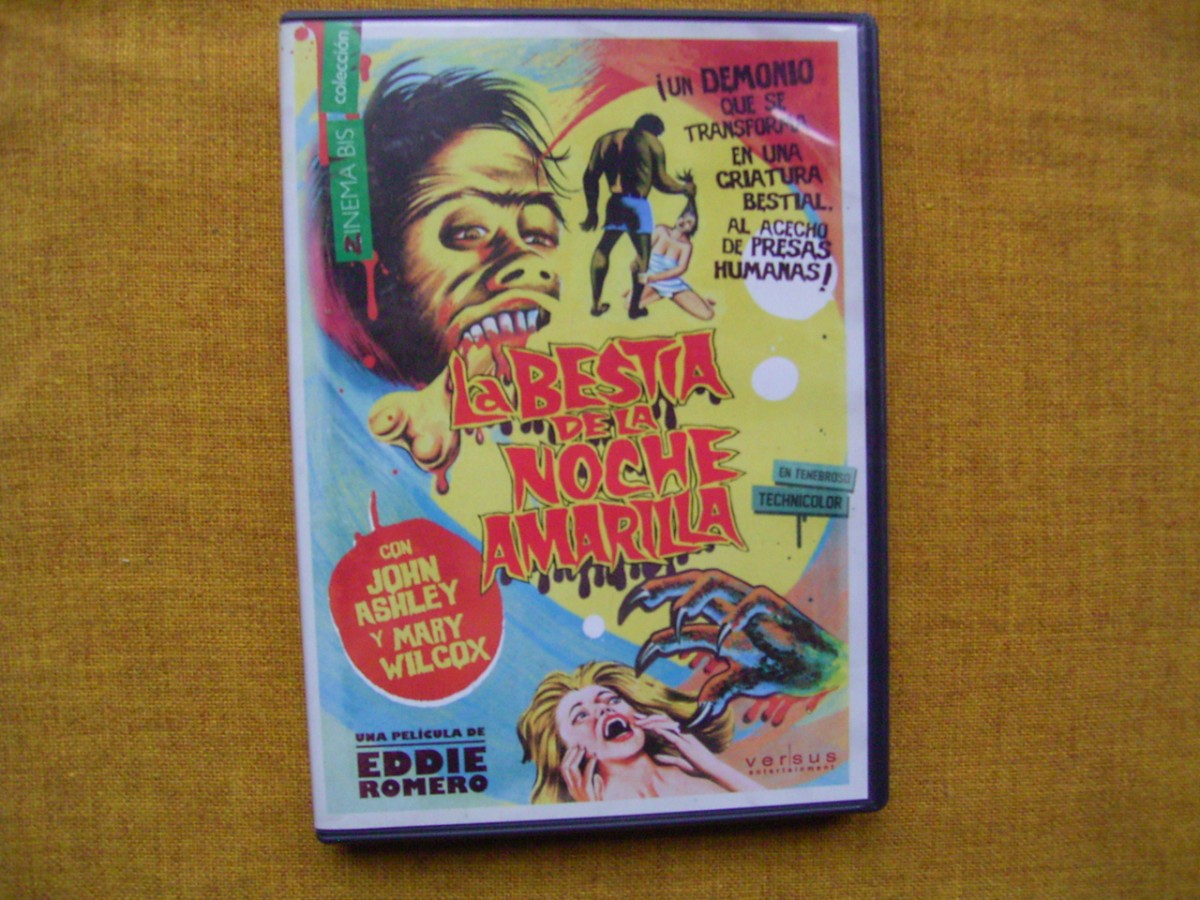 ZINEMA BIS colección
¡UN DEMONIO
QUE SE
TRANSFORMA
EN UNA
CRIATURA
BESTIAL,
AL ACECHO
DE PRESAS
HUMANAS!
La BESTIA
DE LA
NOCHE
AMARILLA
EN TENEBROSO
TECHNICOLOR
CON
JOHN
ASHLEY
Y MARY
WILCOX
UNA PELÍCULA DE
EDDIE
ROMERO
versus
entertainment